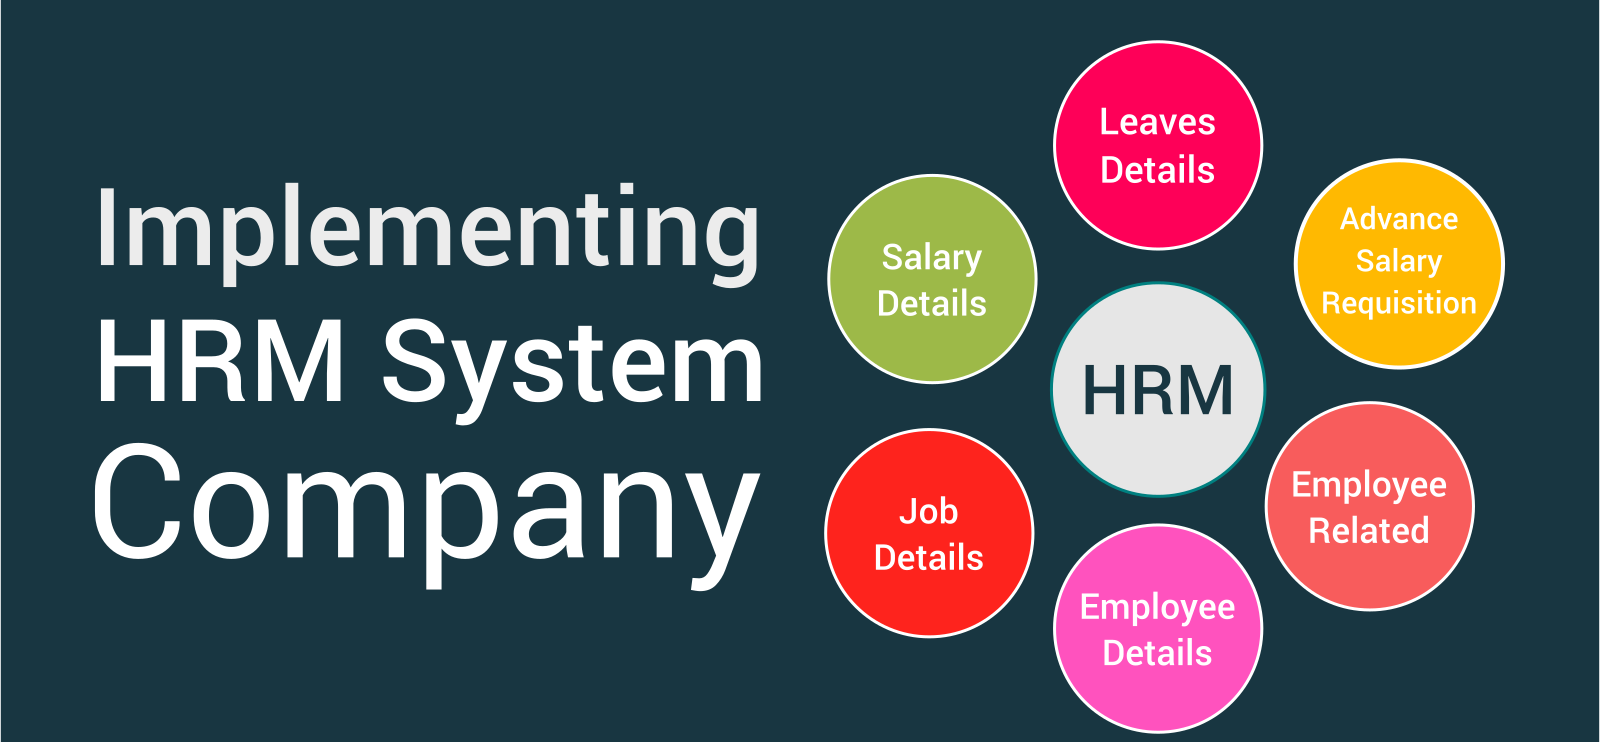 Implementing
HRM System
Company
Leaves
Details
Salary
Details
Advance
Salary
Requisition
HRM
Job
Details
Employee
Related
Employee
Details